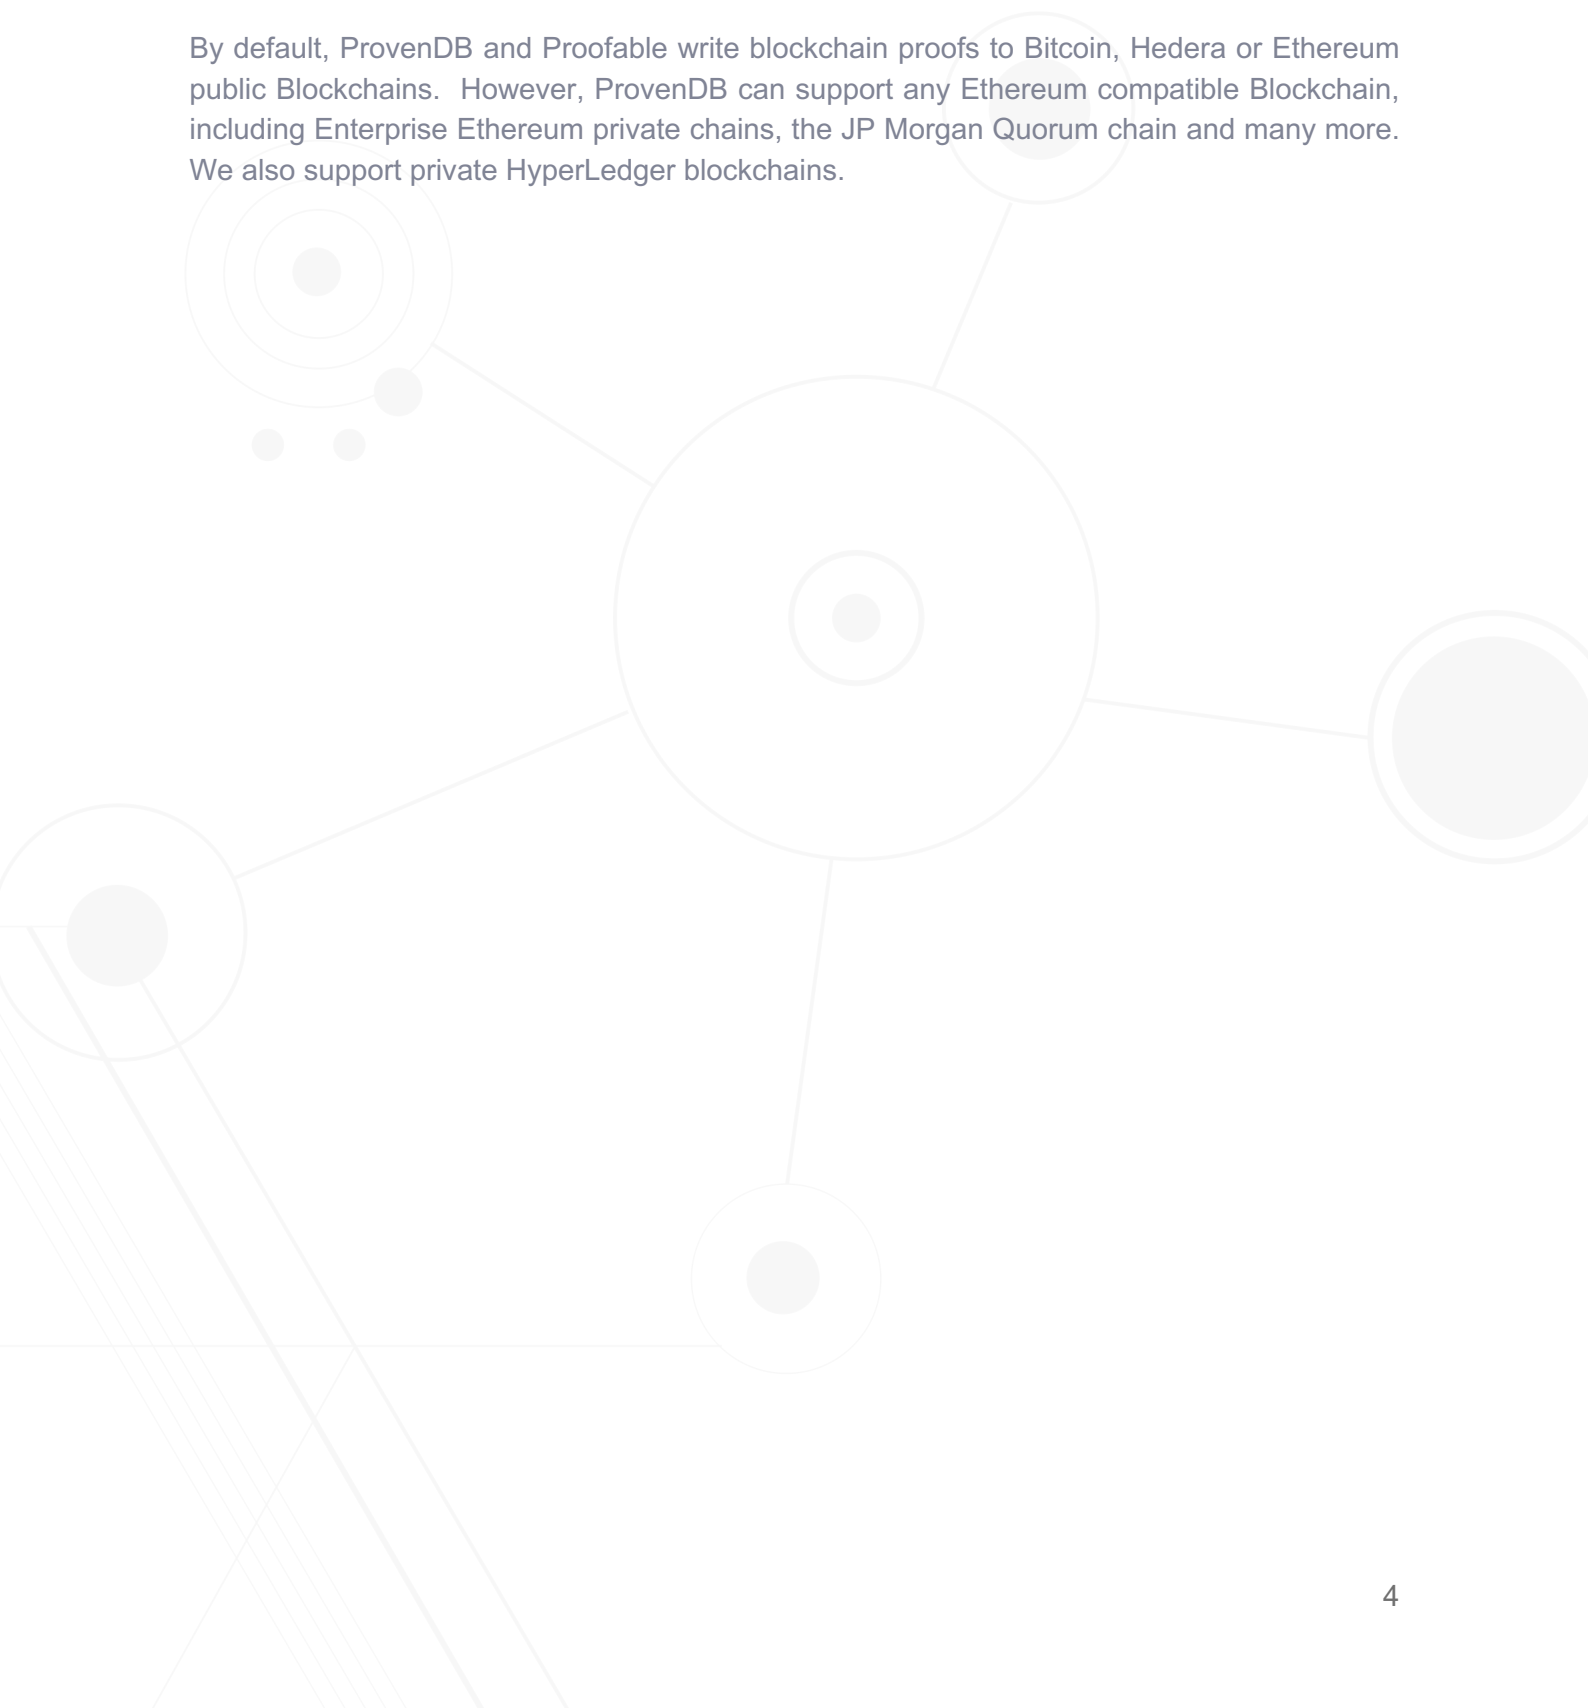 By default, ProvenDB and Proofable write blockchain proofs to Bitcoin, Hedera or Ethereum
public Blockchains.  However, ProvenDB can support any Ethereum compatible Blockchain,
including Enterprise Ethereum private chains, the JP Morgan Quorum chain and many more.
We also support private HyperLedger blockchains.
4